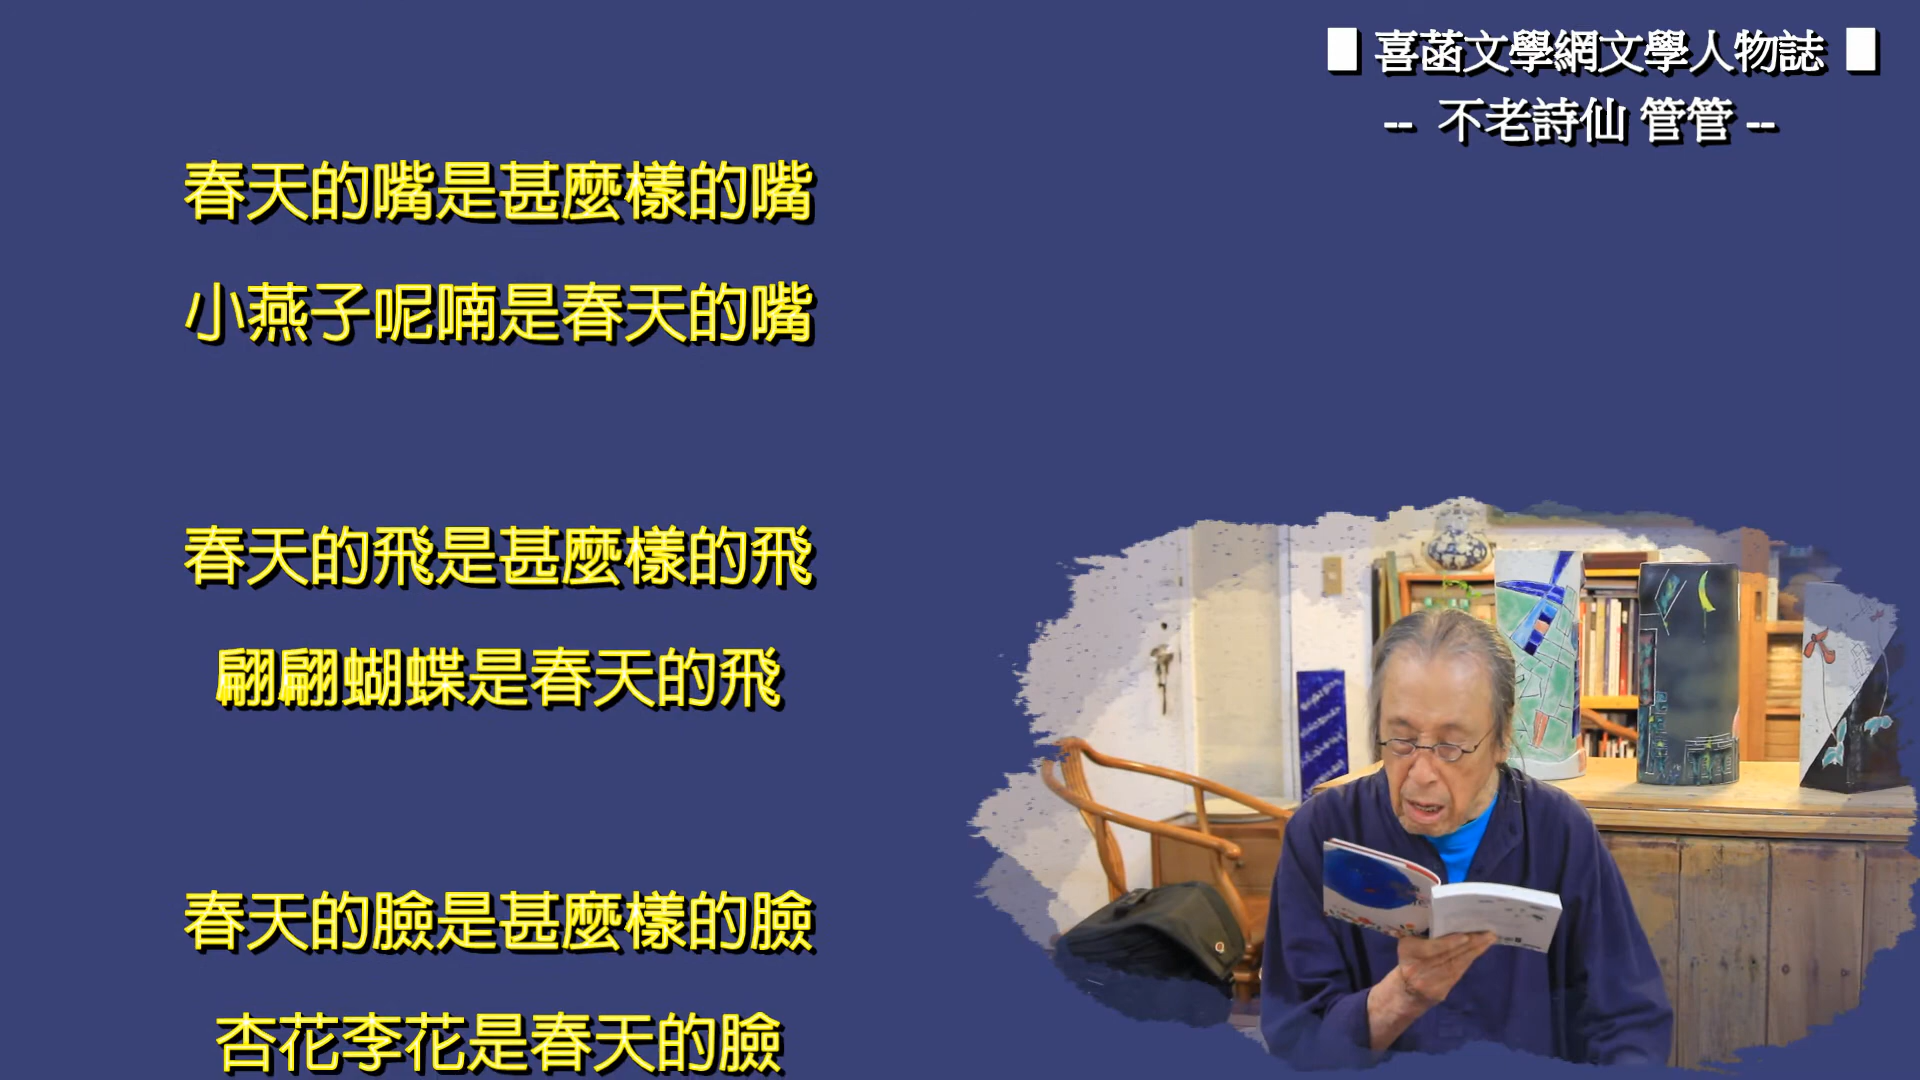 ▌喜菡文學網文學人物誌▐
-- 不老詩仙 管管 --
春天的嘴是甚麼樣的嘴
小燕子呢喃是春天的嘴
春天的飛是甚麼樣的飛
翩翩蝴蝶是春天的飛
春天的臉是甚麼樣的臉
杏花李花是春天的臉